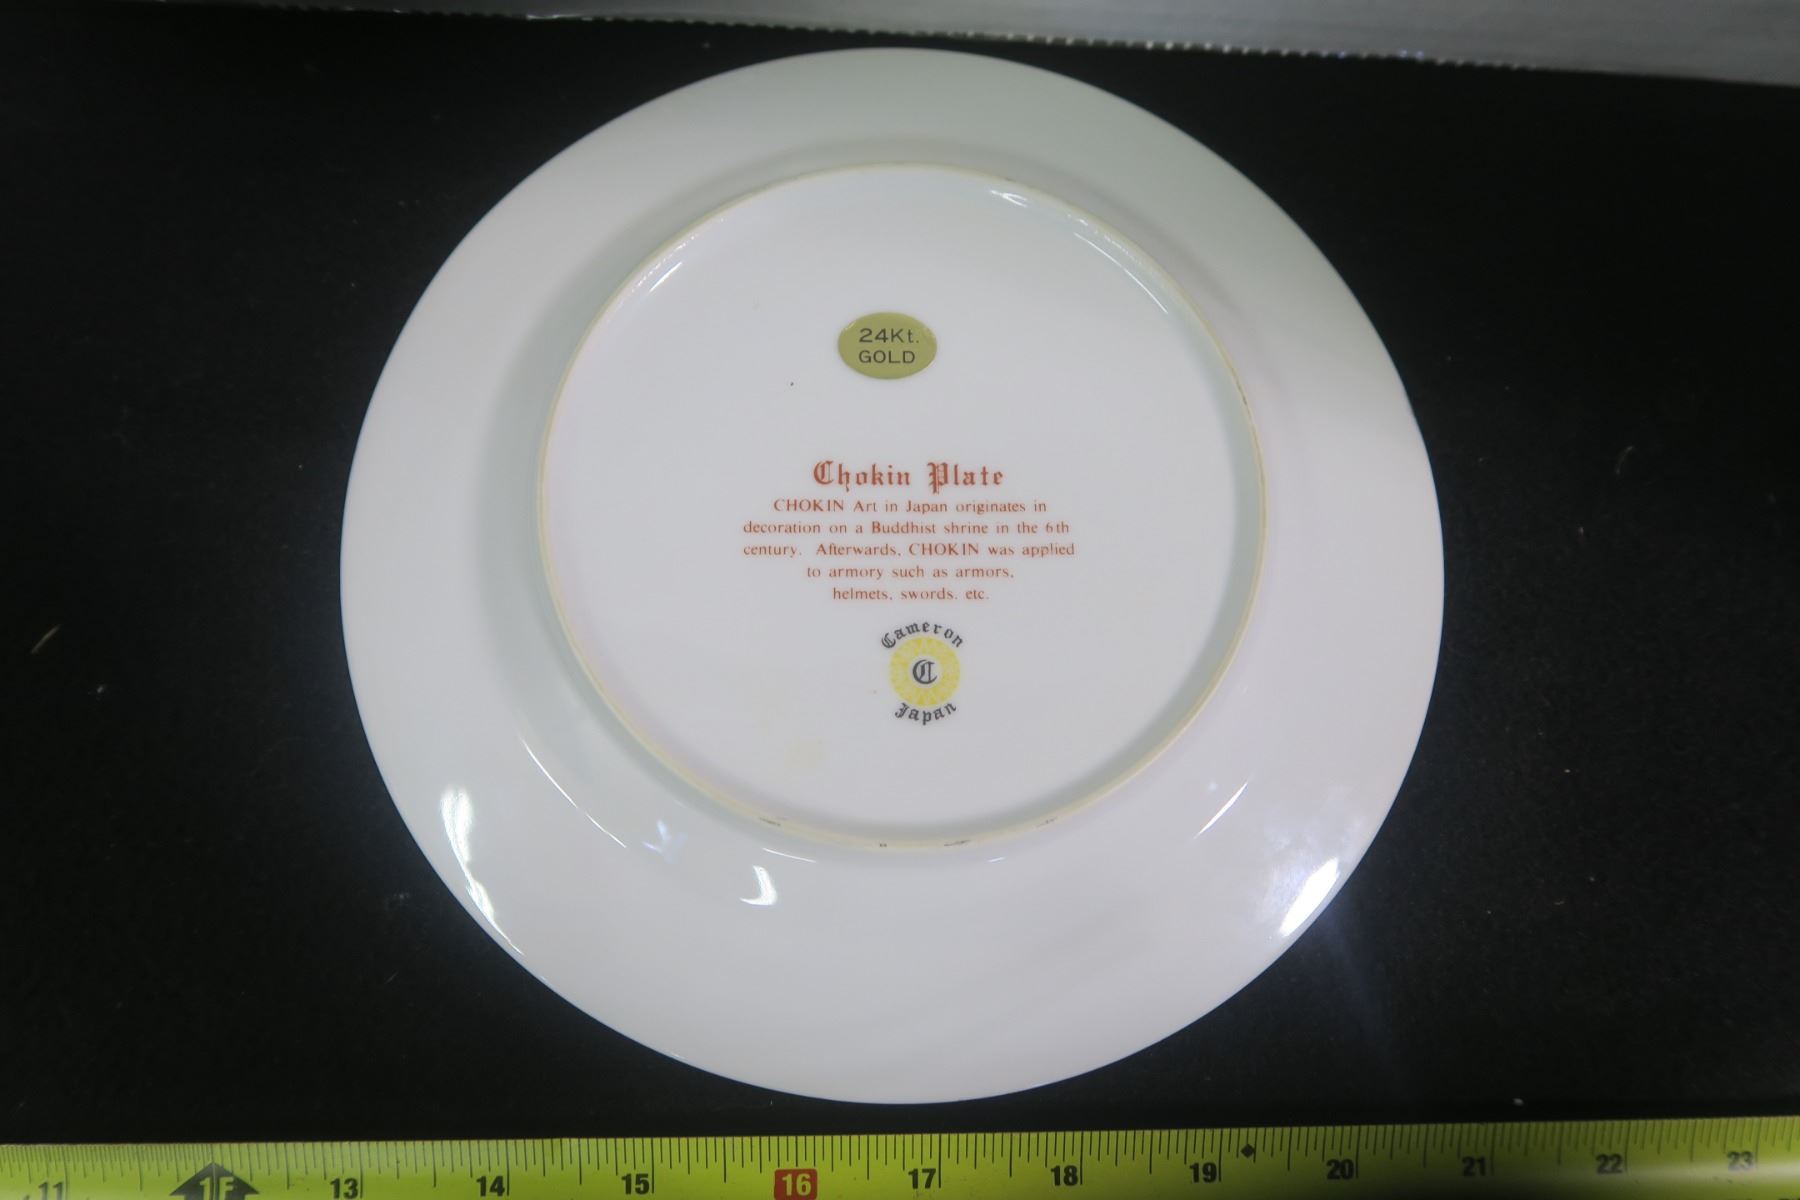 24Kt.
GOLD
Chokin Plate
CHOKIN Art in Japan originates in
decoration on a Buddhist shrine in the 6th
century. Afterwards, CHOKIN was applied
to armory such as armors,
helmets, swords. etc.
Cameron
C
Japan
11 1F 13 14 15 16 17 18 19 20 21 22 23